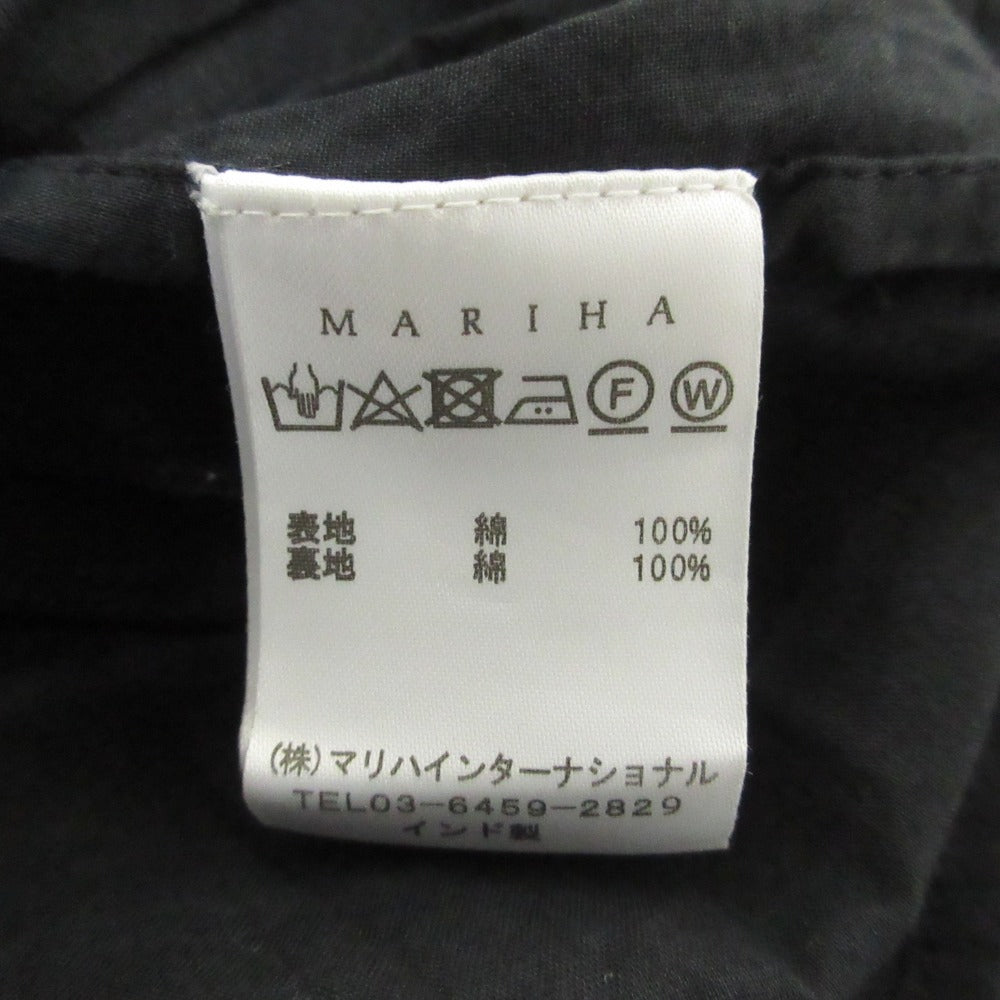 MARIHA
F W
表地 綿 100%
裏地 綿 100%
(株)マリハインターナショナル
TEL03-6459-2829
インド製